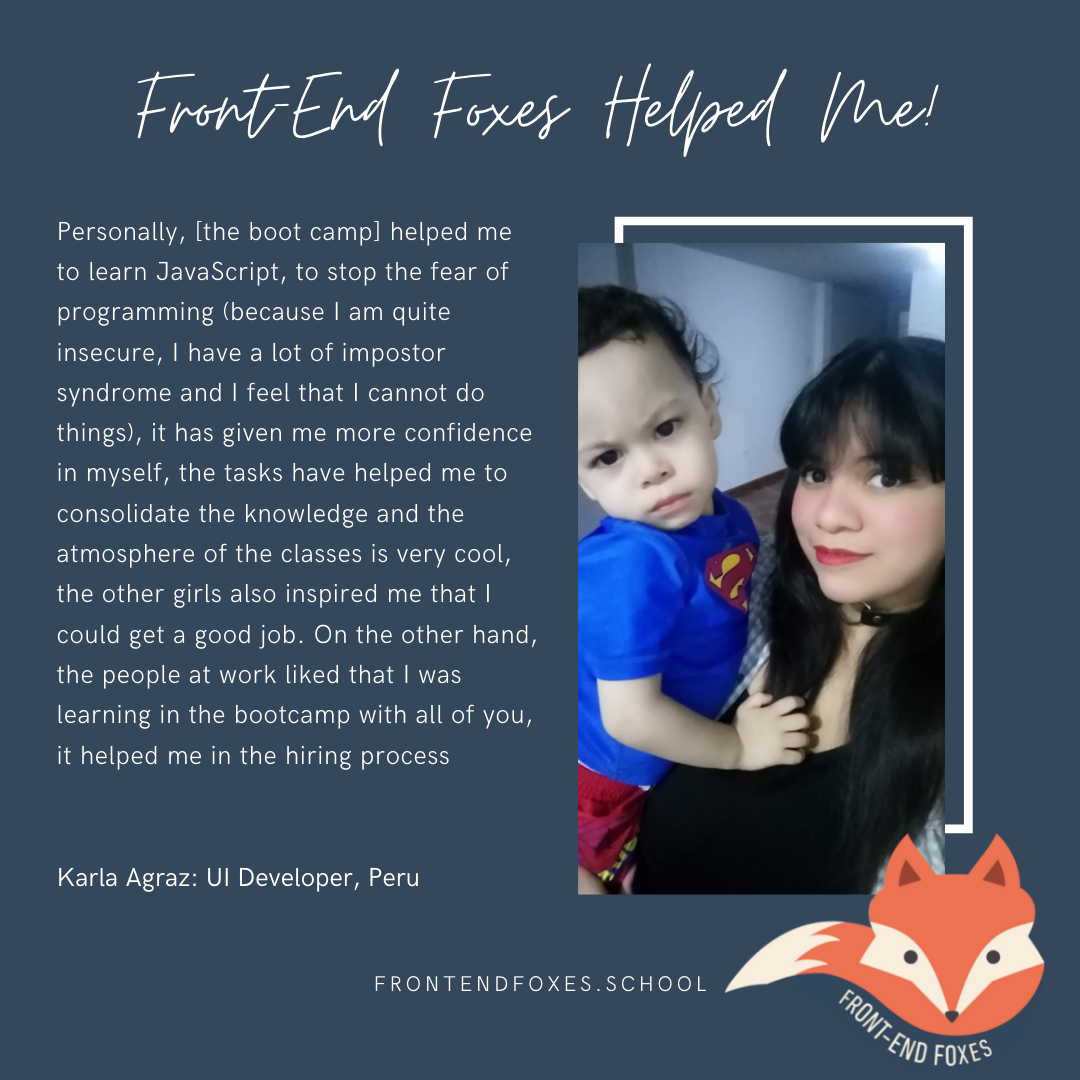 Front-End Foxes Helped Me!
Personally, [the boot camp] helped me
to learn JavaScript, to stop the fear of
programming (because I am quite
insecure, I have a lot of impostor
syndrome and I feel that I cannot do
things), it has given me more confidence
in myself, the tasks have helped me to
consolidate the knowledge and the
atmosphere of the classes is very cool,
the other girls also inspired me that I
could get a good job. On the other hand,
the people at work liked that I was
learning in the bootcamp with all of you,
it helped me in the hiring process
Karla Agraz: UI Developer, Peru
FRONTENDFOXES.SCHOOL
FRONT-END FOXES